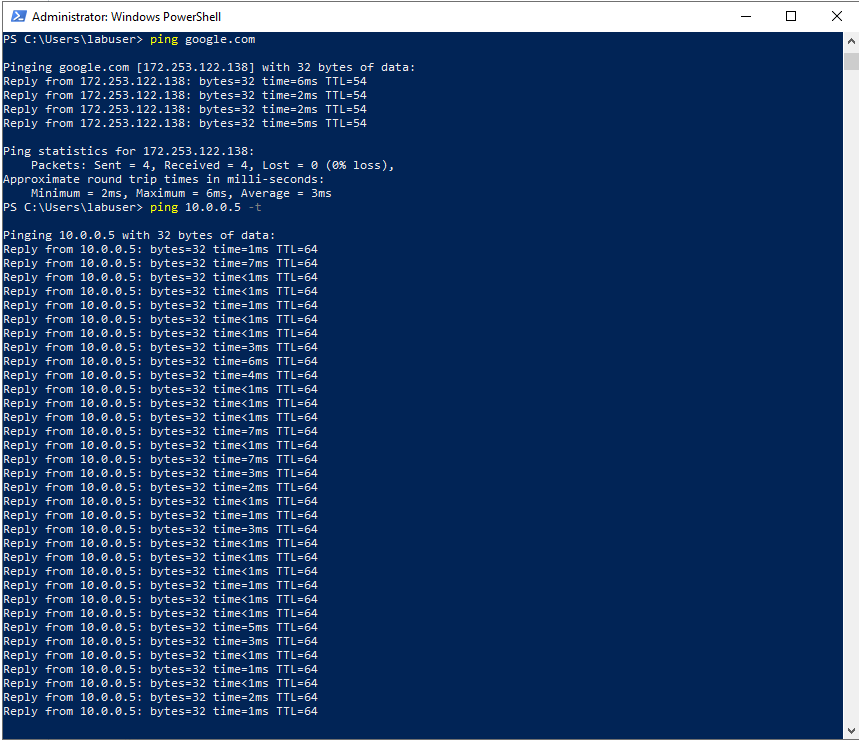 Administrator: Windows PowerShell
PS C:\Users\labuser> ping google.com
Pinging google.com [172.253.122.138] with 32 bytes of data:
Reply from 172.253.122.138: bytes=32 time=6ms TTL=54
Reply from 172.253.122.138: bytes=32 time=2ms TTL=54
Reply from 172.253.122.138: bytes=32 time=2ms TTL=54
Reply from 172.253.122.138: bytes=32 time=5ms TTL=54
Ping statistics for 172.253.122.138:
    Packets: Sent = 4, Received = 4, Lost = 0 (0% loss),
Approximate round trip times in milli-seconds:
    Minimum = 2ms, Maximum = 6ms, Average = 3ms
PS C:\Users\labuser> ping 10.0.0.5 -t
Pinging 10.0.0.5 with 32 bytes of data:
Reply from 10.0.0.5: bytes=32 time=1ms TTL=64
Reply from 10.0.0.5: bytes=32 time=7ms TTL=64
Reply from 10.0.0.5: bytes=32 time<1ms TTL=64
Reply from 10.0.0.5: bytes=32 time<1ms TTL=64
Reply from 10.0.0.5: bytes=32 time=1ms TTL=64
Reply from 10.0.0.5: bytes=32 time<1ms TTL=64
Reply from 10.0.0.5: bytes=32 time<1ms TTL=64
Reply from 10.0.0.5: bytes=32 time=3ms TTL=64
Reply from 10.0.0.5: bytes=32 time=6ms TTL=64
Reply from 10.0.0.5: bytes=32 time=4ms TTL=64
Reply from 10.0.0.5: bytes=32 time<1ms TTL=64
Reply from 10.0.0.5: bytes=32 time<1ms TTL=64
Reply from 10.0.0.5: bytes=32 time<1ms TTL=64
Reply from 10.0.0.5: bytes=32 time=7ms TTL=64
Reply from 10.0.0.5: bytes=32 time<1ms TTL=64
Reply from 10.0.0.5: bytes=32 time=7ms TTL=64
Reply from 10.0.0.5: bytes=32 time=3ms TTL=64
Reply from 10.0.0.5: bytes=32 time=2ms TTL=64
Reply from 10.0.0.5: bytes=32 time<1ms TTL=64
Reply from 10.0.0.5: bytes=32 time=1ms TTL=64
Reply from 10.0.0.5: bytes=32 time=3ms TTL=64
Reply from 10.0.0.5: bytes=32 time<1ms TTL=64
Reply from 10.0.0.5: bytes=32 time<1ms TTL=64
Reply from 10.0.0.5: bytes=32 time<1ms TTL=64
Reply from 10.0.0.5: bytes=32 time=1ms TTL=64
Reply from 10.0.0.5: bytes=32 time<1ms TTL=64
Reply from 10.0.0.5: bytes=32 time<1ms TTL=64
Reply from 10.0.0.5: bytes=32 time=5ms TTL=64
Reply from 10.0.0.5: bytes=32 time=3ms TTL=64
Reply from 10.0.0.5: bytes=32 time<1ms TTL=64
Reply from 10.0.0.5: bytes=32 time=1ms TTL=64
Reply from 10.0.0.5: bytes=32 time<1ms TTL=64
Reply from 10.0.0.5: bytes=32 time=2ms TTL=64
Reply from 10.0.0.5: bytes=32 time=1ms TTL=64